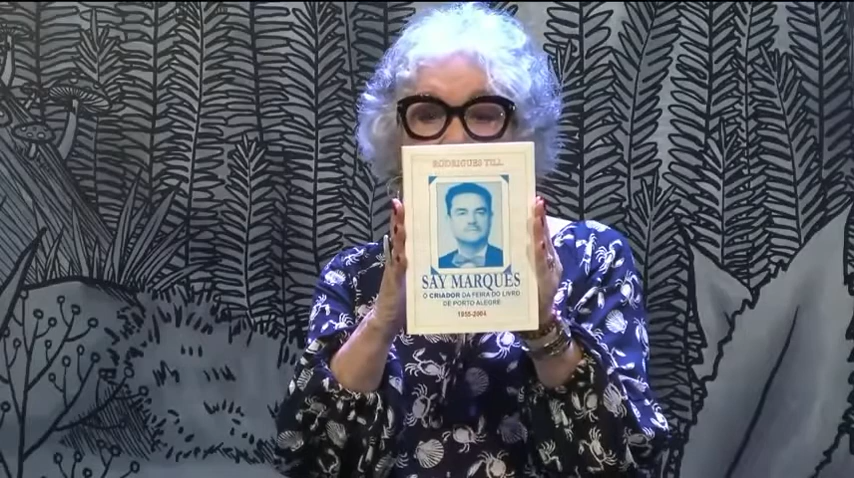 RODRIGUES TILL
SAY MARQUES
O CRIADOR DA FEIRA DO LIVRO
DE PORTO ALEGRE
1955-2004